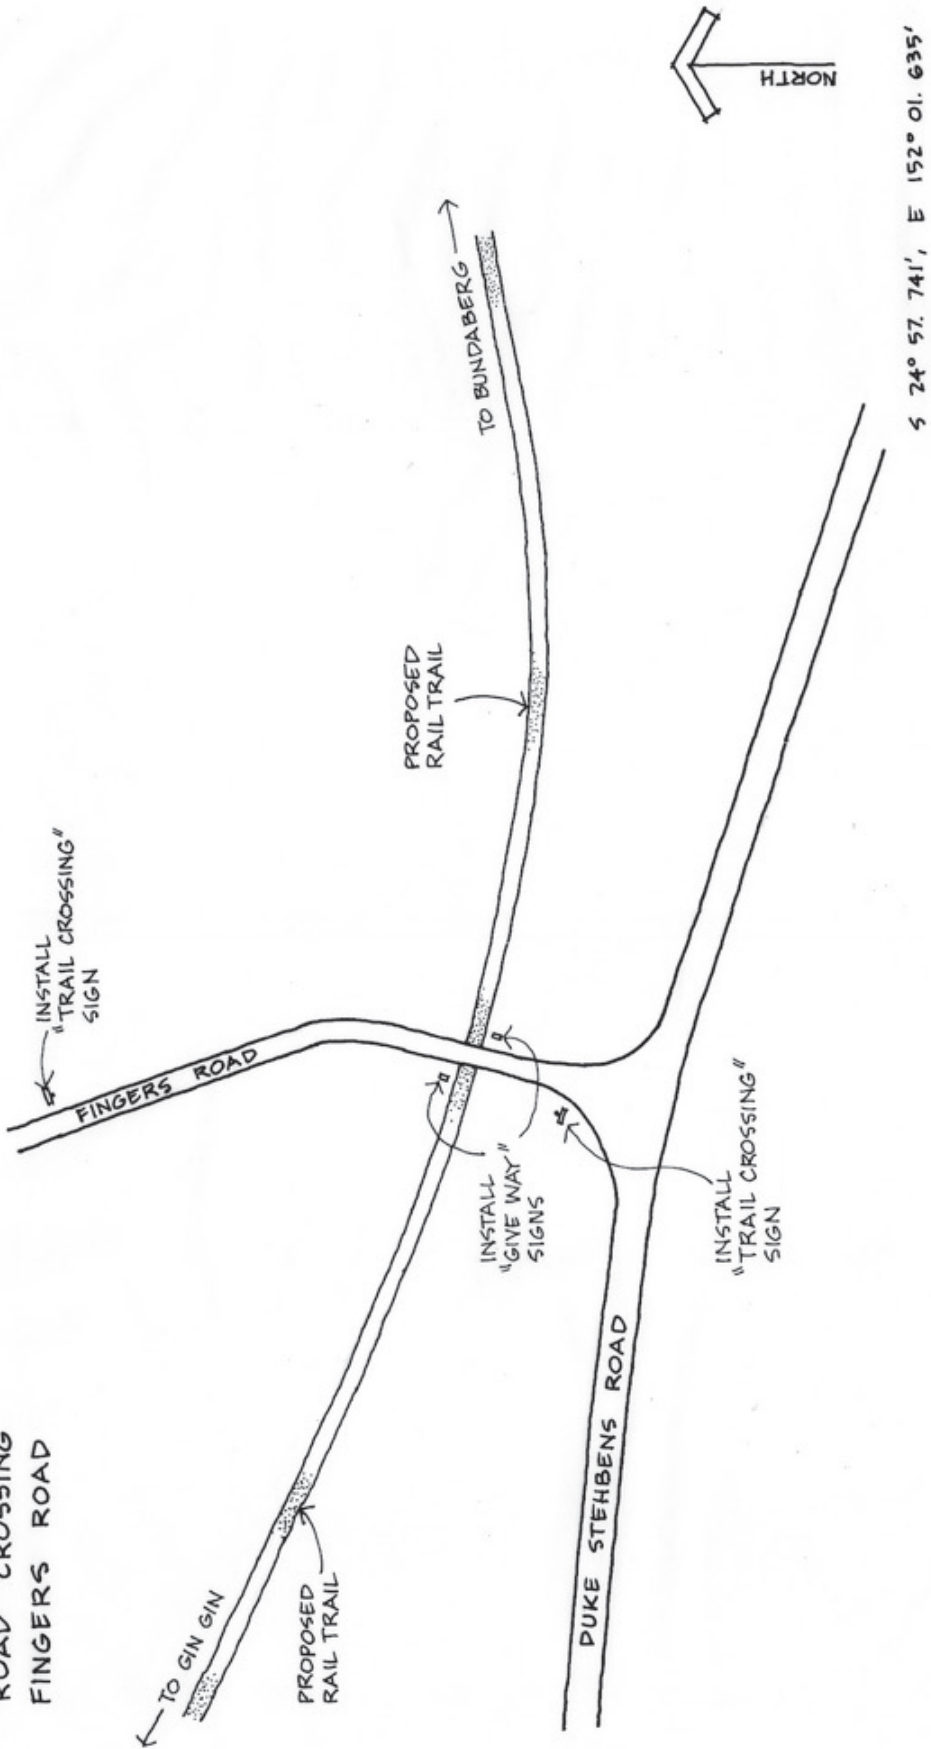 ROAD CROSSING
FINGERS ROAD
INSTALL
"TRAIL CROSSING"
SIGN
FINGERS ROAD
TO GIN GIN
PROPOSED
RAIL TRAIL
INSTALL
"GIVE WAY"
SIGNS
PROPOSED
RAIL TRAIL
TO BUNDABERG
DUKE STEHBENS ROAD
INSTALL
"TRAIL CROSSING"
SIGN
NORTH
S 24° 57. 741', E 152° 01. 635'